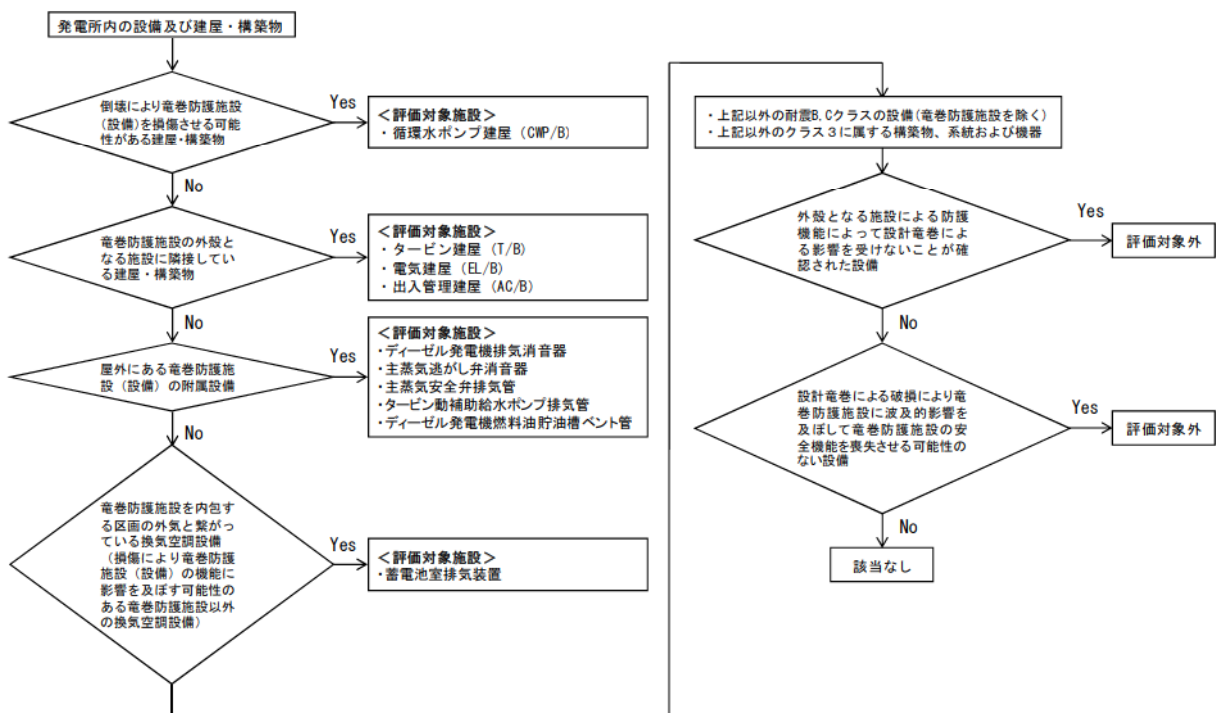 発電所内の設備及び建屋・構築物
倒壊により竜巻防護施設
(設備)を損傷させる可能
性がある建屋・構築物
Yes
＜評価対象施設＞
・循環水ポンプ建屋（CWP/B）
No
竜巻防護施設の外殻と
なる施設に隣接してい
る建屋・構築物
Yes
＜評価対象施設＞
・タービン建屋（T/B）
・電気建屋（EL/B）
・出入管理建屋（AC/B）
No
屋外にある竜巻防護施
設（設備）の附属設備
Yes
＜評価対象施設＞
・ディーゼル発電機排気消音器
・主蒸気逃がし弁消音器
・主蒸気安全弁排気管
・タービン動補助給水ポンプ排気管
・ディーゼル発電機燃料油貯油槽ベント管
No
竜巻防護施設を内包す
る区画の外気と繋がっ
ている換気空調設備
（損傷により竜巻防護
施設（設備）の機能に
影響を及ぼす可能性の
ある竜巻防護施設以外
の換気空調設備）
Yes
＜評価対象施設＞
・蓄電池室排気装置
・上記以外の耐震B,Cクラスの設備(竜巻防護施設を除く)
・上記以外のクラス３に属する構築物、系統および機器
外殻となる施設による防護
機能によって設計竜巻によ
る影響を受けないことが確
認された設備
Yes
評価対象外
No
設計竜巻による破損により竜
巻防護施設に波及的影響を
及ぼして竜巻防護施設の安
全機能を喪失させる可能性の
ない設備
Yes
評価対象外
No
該当なし